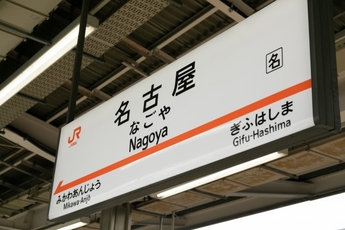 JR
名古屋
名
なごや
Nagoya
ぎふはしま
Gifu-Hashima
みかわあんじょう
Mikawa-Anjō